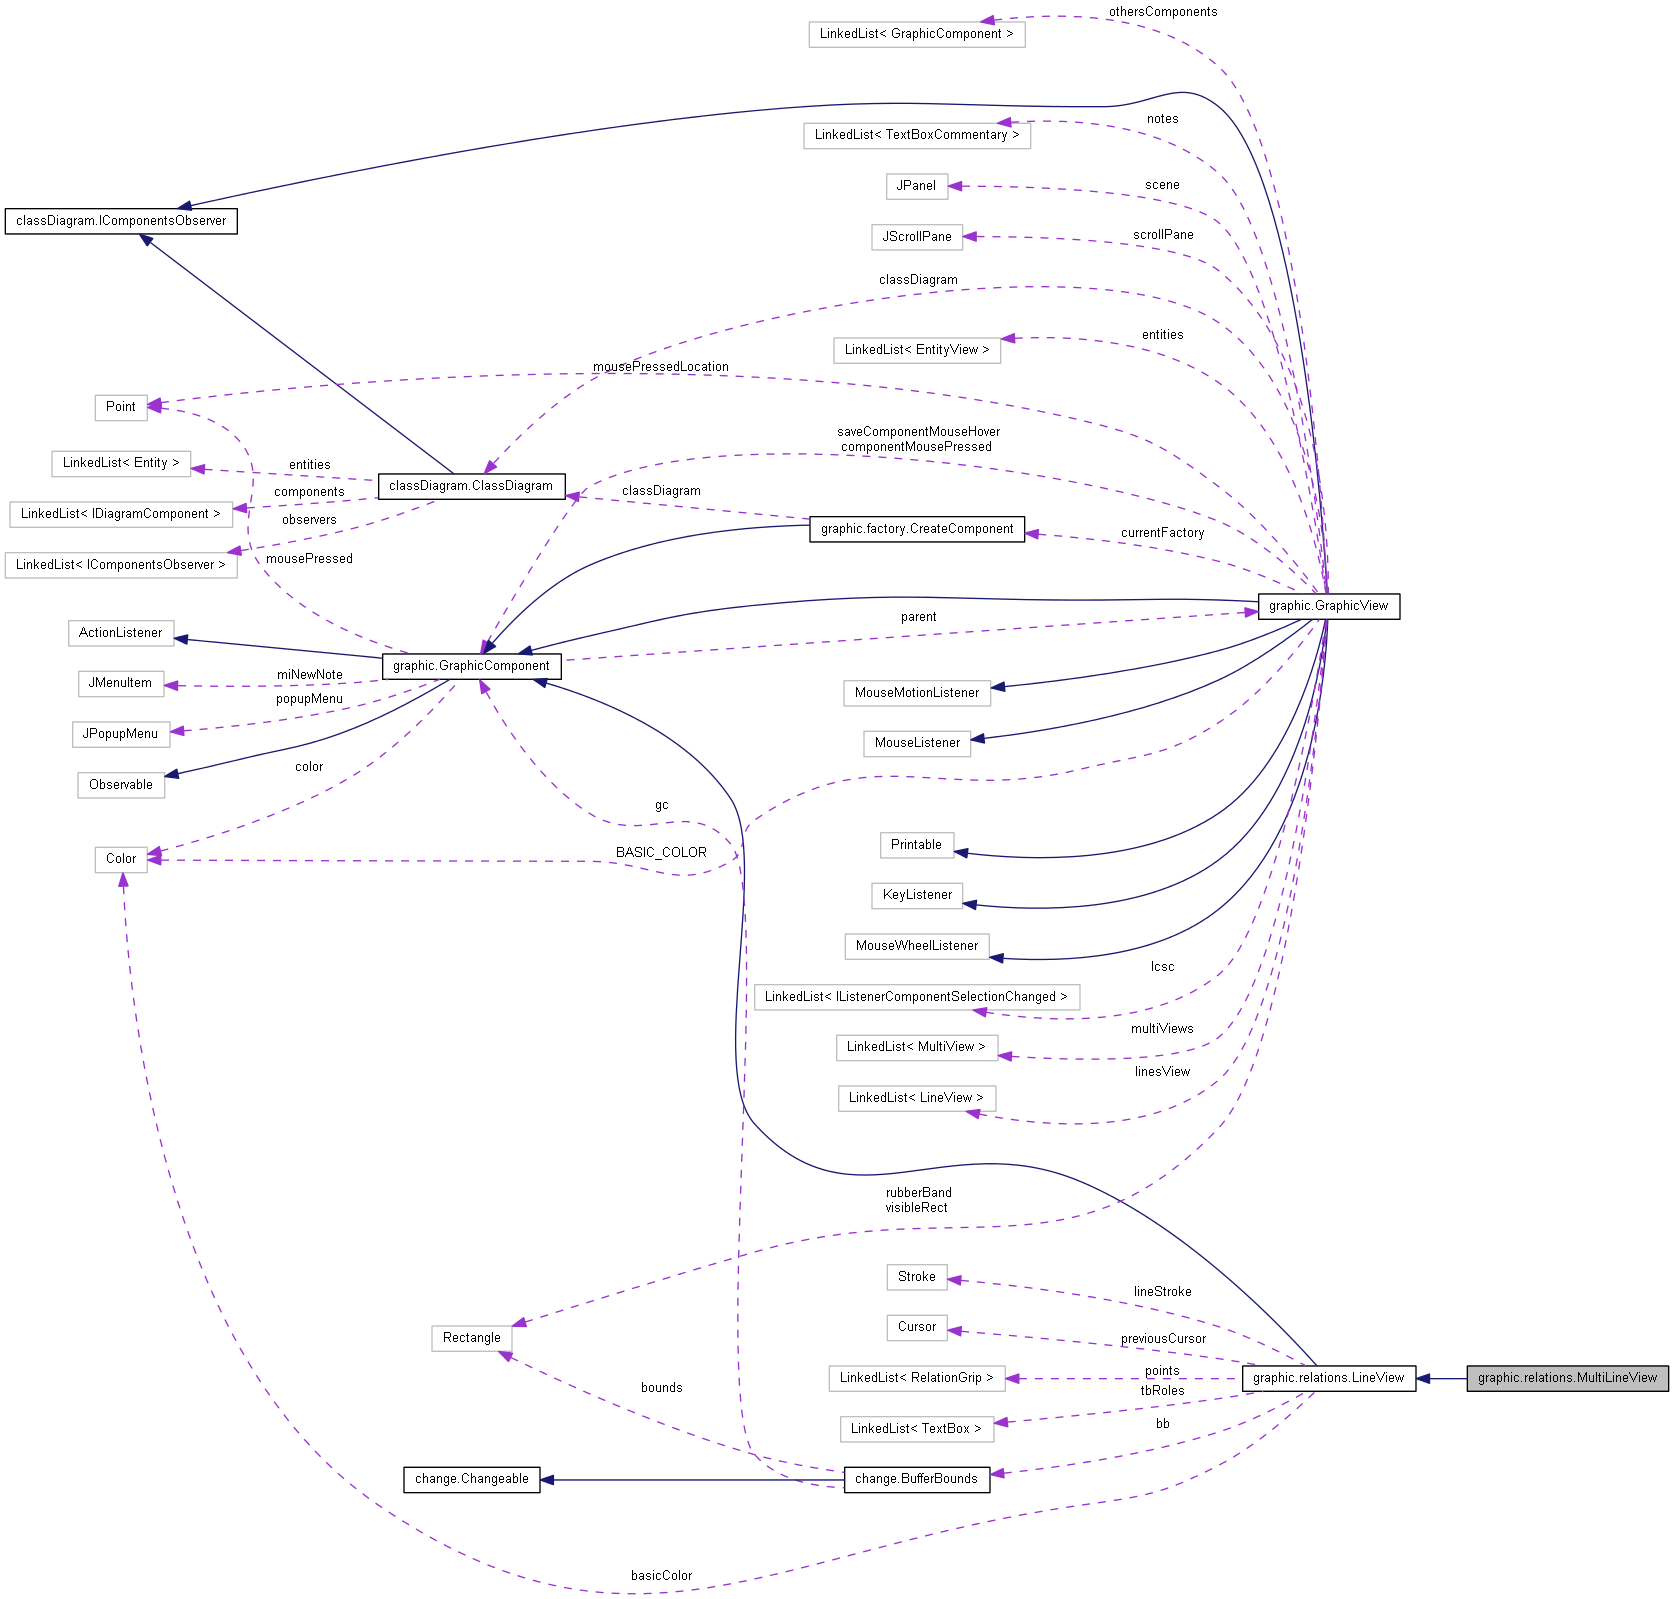 othersComponents
LinkedList< GraphicComponent >
notes
LinkedList< TextBoxCommentary >
scene
JPanel
classDiagram.IComponentsObserver
scrollPane
JScrollPane
classDiagram
entities
LinkedList< EntityView >
mousePressedLocation
Point
saveComponentMouseHover
componentMousePressed
LinkedList< Entity >
entities
classDiagram.ClassDiagram
classDiagram
components
LinkedList< IDiagramComponent >
observers
graphic.factory.CreateComponent
currentFactory
LinkedList< IComponentsObserver >
mousePressed
graphic.GraphicView
parent
ActionListener
graphic.GraphicComponent
miNewNote
JMenuItem
popupMenu
MouseMotionListener
JPopupMenu
MouseListener
color
Observable
gc
Printable
BASIC_COLOR
Color
KeyListener
MouseWheelListener
lcsc
LinkedList< IListenerComponentSelectionChanged >
multiViews
LinkedList< MultiView >
linesView
LinkedList< LineView >
rubberBand
visibleRect
Stroke
lineStroke
Cursor
previousCursor
Rectangle
points
LinkedList< RelationGrip >
graphic.relations.LineView
graphic.relations.MultiLineView
bounds
tbRoles
LinkedList< TextBox >
bb
change.Changeable
change.BufferBounds
basicColor